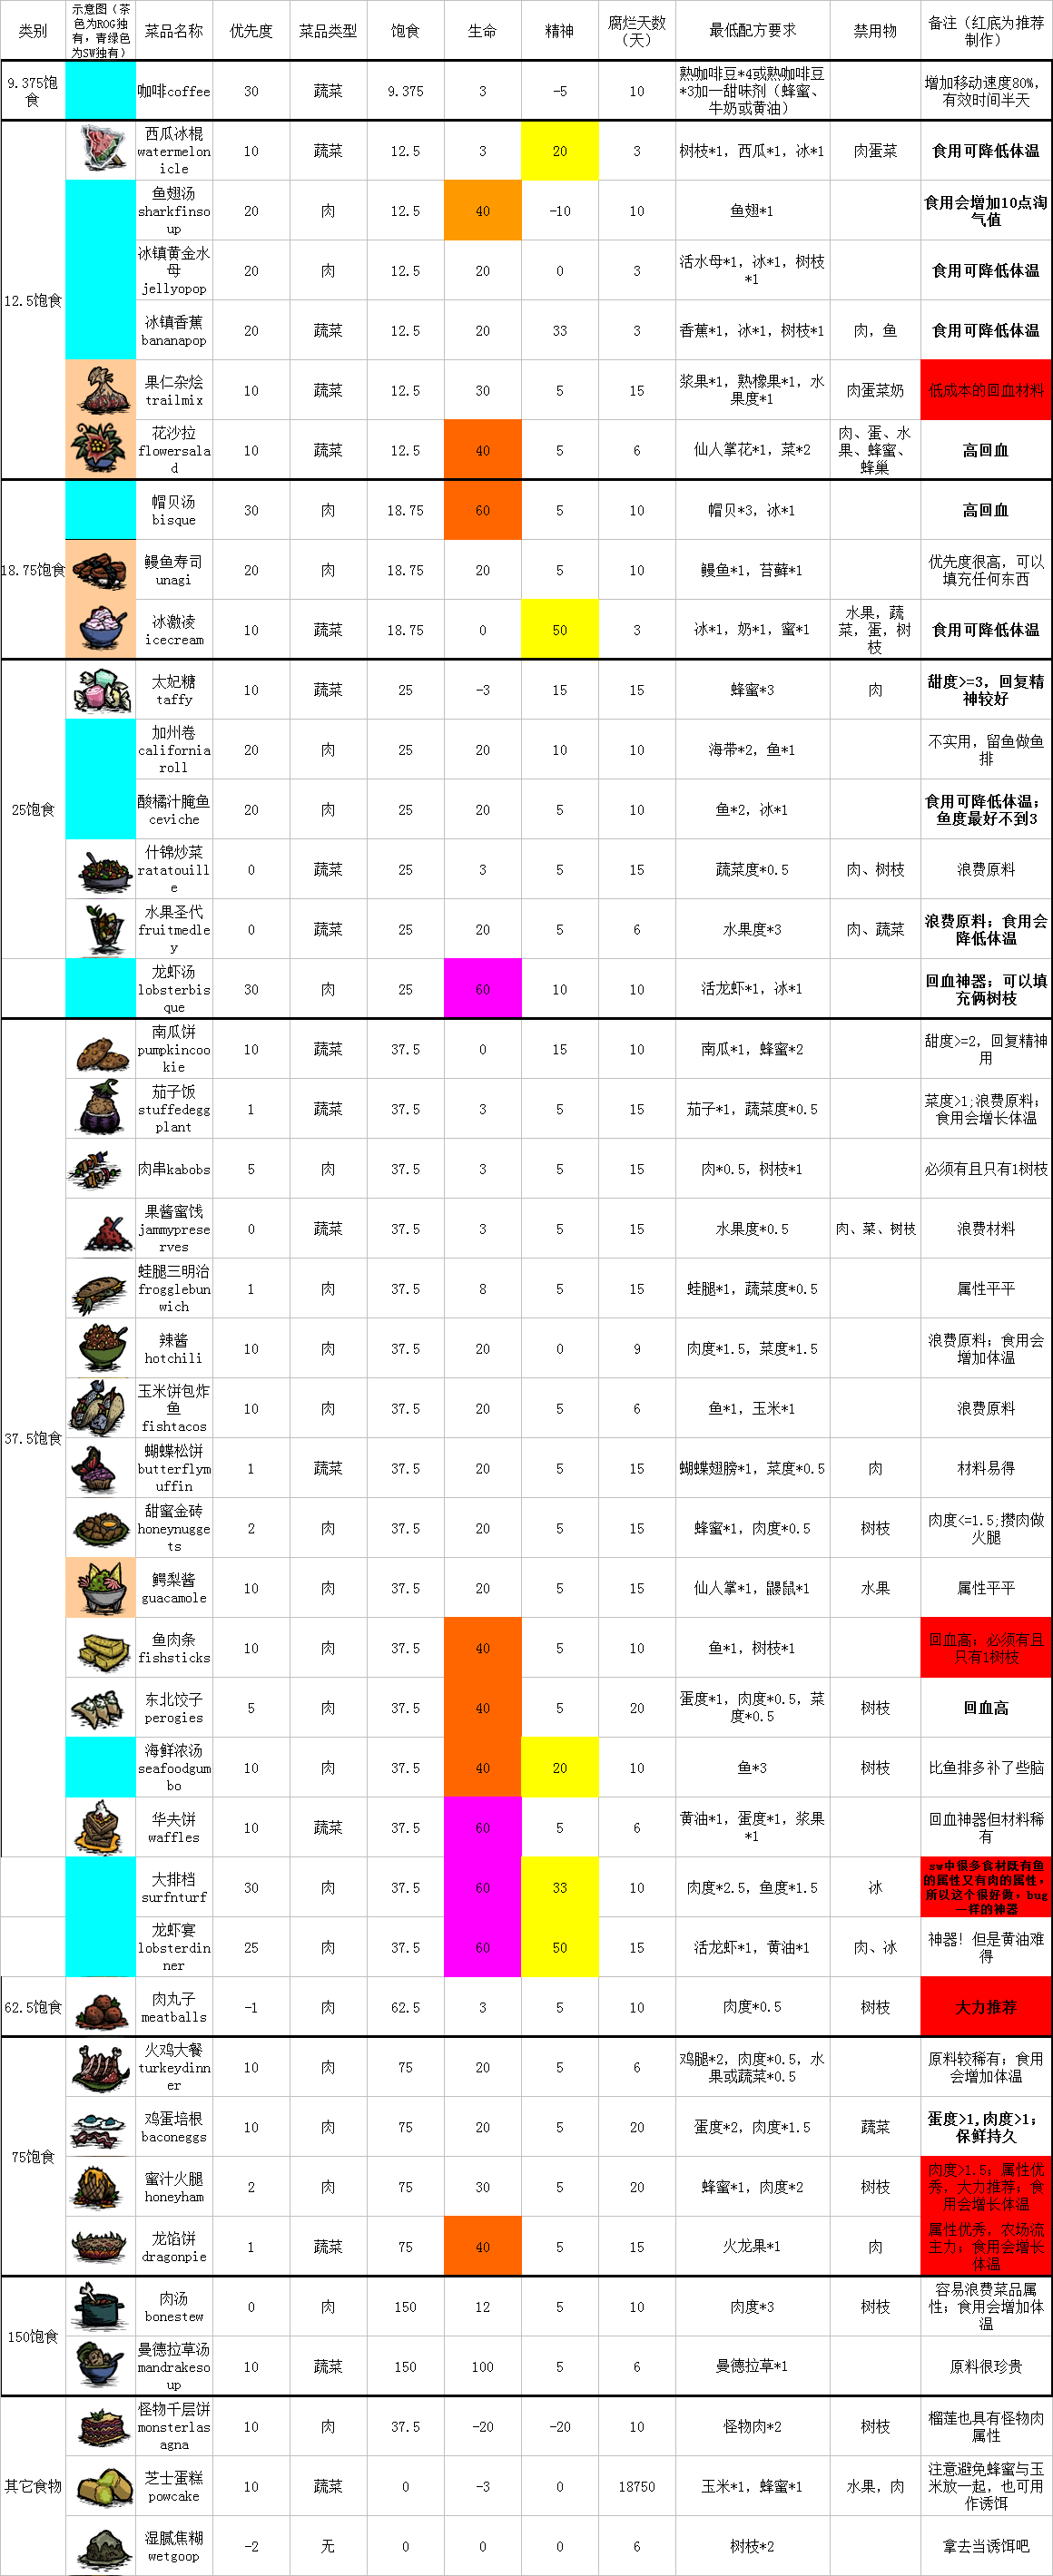 类别
示意图（茶
色为ROG独
有，青绿色
为SW独有）
菜品名称
优先度
菜品类型
饱食
生命
精神
腐烂天数
（天）
最低配方要求
禁用物
备注（红底为推荐
制作）
9.375饱
食
咖啡coffee
30
蔬菜
9.375
3
-5
10
熟咖啡豆*4或熟咖啡豆
*3加一甜味剂（蜂蜜、
牛奶或黄油）
增加移动速度80%，
有效时间半天
12.5饱食
西瓜冰棍
watermelon
icle
10
蔬菜
12.5
3
20
3
树枝*1，西瓜*1，冰*1
肉蛋菜
食用可降低体温
鱼翅汤
sharkfinso
up
20
肉
12.5
40
-10
10
鱼翅*1
食用会增加10点淘
气值
冰镇黄金水
母
jellyopop
20
肉
12.5
20
0
3
活水母*1，冰*1，树枝
*1
食用可降低体温
冰镇香蕉
bananapop
20
蔬菜
12.5
20
33
3
香蕉*1，冰*1，树枝*1
肉，鱼
食用可降低体温
果仁杂烩
trailmix
10
蔬菜
12.5
30
5
15
浆果*1，熟橡果*1，水
果度*1
肉蛋菜奶
低成本的回血材料
花沙拉
flowersala
d
10
蔬菜
12.5
40
5
6
仙人掌花*1，菜*2
肉、蛋、水
果、蜂蜜、
蜂巢
高回血
18.75饱食
帽贝汤
bisque
30
肉
18.75
60
5
10
帽贝*3，冰*1
高回血
鳗鱼寿司
unagi
20
肉
18.75
20
5
10
鳗鱼*1，苔藓*1
优先度很高，可以
填充任何东西
冰激凌
icecream
10
蔬菜
18.75
0
50
3
冰*1，奶*1，蜜*1
水果，蔬
菜，蛋，树
枝
食用可降低体温
25饱食
太妃糖
taffy
10
蔬菜
25
-3
15
15
蜂蜜*3
肉
甜度>=3，回复精
神较好
加州卷
california
roll
20
肉
25
20
10
10
海带*2，鱼*1
不实用，留鱼做鱼
排
酸橘汁腌鱼
ceviche
20
肉
25
20
5
10
鱼*2，冰*1
食用可降低体温；
鱼度最好不到3
什锦炒菜
ratatouill
e
0
蔬菜
25
3
5
15
蔬菜度*0.5
肉、树枝
浪费原料
水果圣代
fruitmedle
y
0
蔬菜
25
20
5
6
水果度*3
肉、蔬菜
浪费原料；食用会
降低体温
龙虾汤
lobsterbis
que
30
肉
25
60
10
10
活龙虾*1，冰*1
回血神器；可以填
充俩树枝
37.5饱食
南瓜饼
pumpkincoo
kie
10
蔬菜
37.5
0
15
10
南瓜*1，蜂蜜*2
甜度>=2，回复精神
用
茄子饭
stuffedegg
plant
1
蔬菜
37.5
3
5
15
茄子*1，蔬菜度*0.5
菜度>1;浪费原料；
食用会增长体温
肉串kabobs
5
肉
37.5
3
5
15
肉*0.5，树枝*1
必须有且只有1树枝
果酱蜜饯
jammyprese
rves
0
蔬菜
37.5
3
5
15
水果度*0.5
肉、菜、树枝
浪费材料
蛙腿三明治
frogglebun
wich
1
肉
37.5
8
5
15
蛙腿*1，蔬菜度*0.5
属性平平
辣酱
hotchili
10
肉
37.5
20
0
9
肉度*1.5，菜度*1.5
浪费原料；食用会
增加体温
玉米饼包炸
鱼
fishtacos
10
肉
37.5
20
5
6
鱼*1，玉米*1
浪费原料
蝴蝶松饼
butterflym
uffin
1
蔬菜
37.5
20
5
15
蝴蝶翅膀*1，菜度*0.5
肉
材料易得
甜蜜金砖
honeynugge
ts
2
肉
37.5
20
5
15
蜂蜜*1，肉度*0.5
树枝
肉度<=1.5;攒肉做
火腿
鳄梨酱
guacamole
10
肉
37.5
20
5
15
仙人掌*1，鼹鼠*1
水果
属性平平
鱼肉条
fishsticks
10
肉
37.5
40
5
10
鱼*1，树枝*1
回血高；必须有且
只有1树枝
东北饺子
perogies
5
肉
37.5
40
5
20
蛋度*1，肉度*0.5，菜
度*0.5
树枝
回血高
海鲜浓汤
seafoodgum
bo
10
肉
37.5
40
20
10
鱼*3
树枝
比鱼排多补了些脑
华夫饼
waffles
10
蔬菜
37.5
60
5
6
黄油*1，蛋度*1，浆果
*1
回血神器但材料稀
有
大排档
surfnturf
30
肉
37.5
60
33
10
肉度*2.5，鱼度*1.5
冰
sw中很多食材既有鱼
的属性又有肉的属性，
所以这个很好做，bug
一样的神器
龙虾宴
lobsterdin
ner
25
肉
37.5
60
50
15
活龙虾*1，黄油*1
肉、冰
神器！但是黄油难
得
62.5饱食
肉丸子
meatballs
-1
肉
62.5
3
5
10
肉度*0.5
树枝
大力推荐
75饱食
火鸡大餐
turkeydinn
er
10
肉
75
20
5
6
鸡腿*2，肉度*0.5，水
果或蔬菜*0.5
原料较稀有；食用
会增加体温
鸡蛋培根
baconeggs
10
肉
75
20
5
20
蛋度*2，肉度*1.5
蔬菜
蛋度>1,肉度>1；
保鲜持久
蜜汁火腿
honeyham
2
肉
75
30
5
20
蜂蜜*1，肉度*2
树枝
肉度>1.5；属性优
秀，大力推荐；食
用会增长体温
龙馅饼
dragonpie
1
蔬菜
75
40
5
15
火龙果*1
肉
属性优秀，农场流
主力；食用会增长
体温
150饱食
肉汤
bonestew
0
肉
150
12
5
10
肉度*3
树枝
容易浪费菜品属
性；食用会增加体
温
曼德拉草汤
mandrakeso
up
10
蔬菜
150
100
5
6
曼德拉草*1
原料很珍贵
其它食物
怪物千层饼
monsterlas
agna
10
肉
37.5
-20
-20
10
怪物肉*2
树枝
榴莲也具有怪物肉
属性
芝士蛋糕
powcake
10
蔬菜
0
-3
0
18750
玉米*1，蜂蜜*1
水果，肉
注意避免蜂蜜与玉
米放一起，也可用
作诱饵
湿腻焦糊
wetgoop
-2
无
0
0
0
6
树枝*2
拿去当诱饵吧